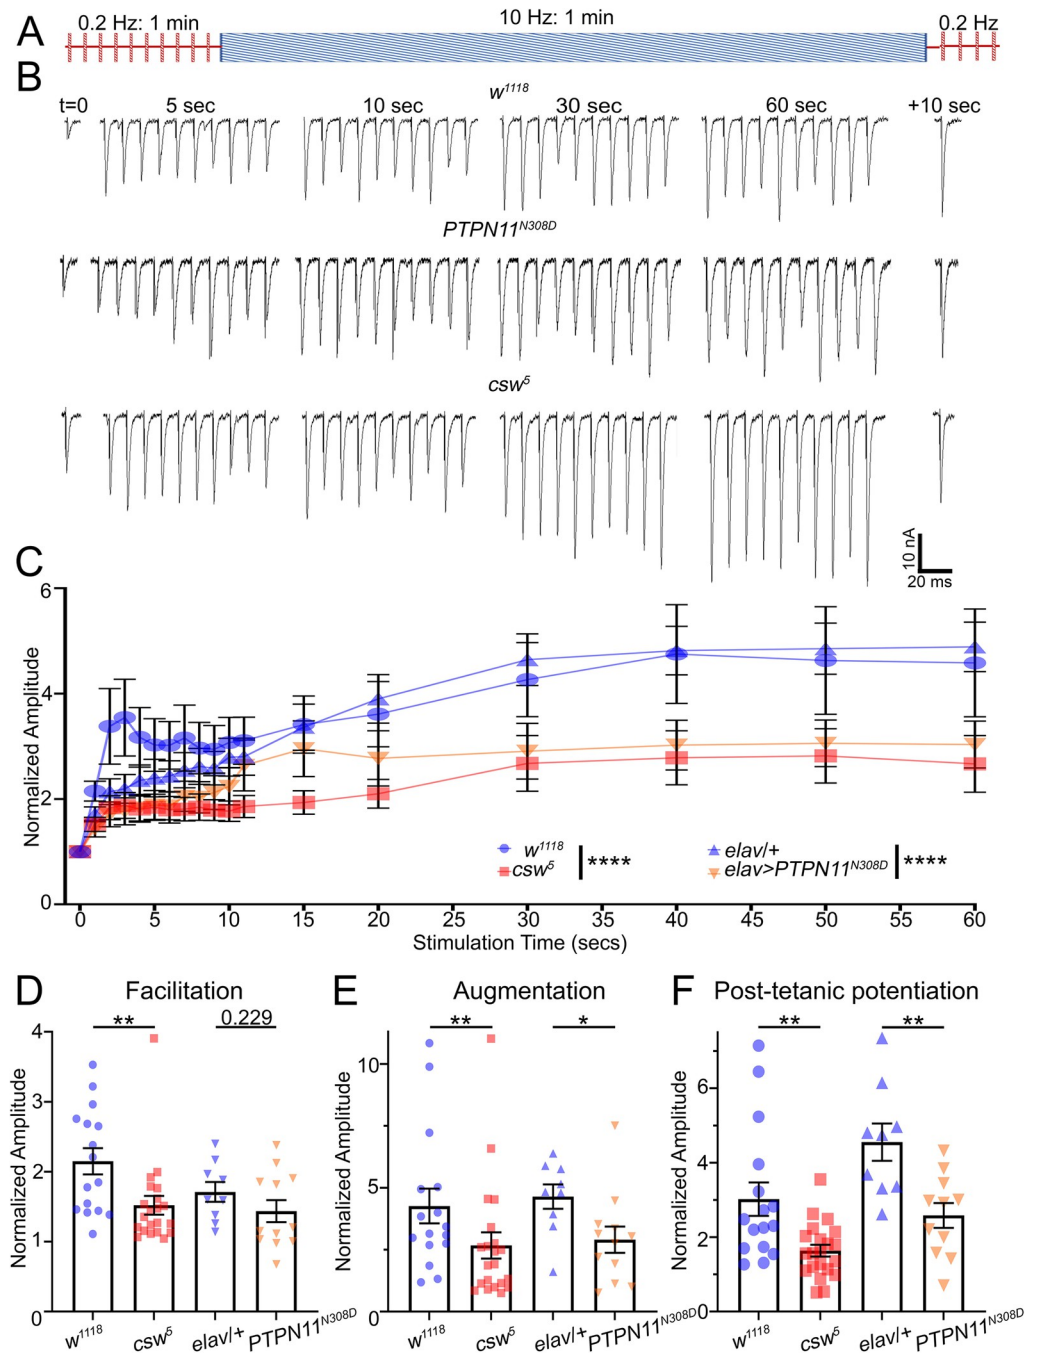 A
0.2 Hz: 1 min
10 Hz: 1 min
0.2 Hz
B
w1118
t=0
5 sec
10 sec
30 sec
60 sec
+10 sec
PTPN11N308D
csw5
10 nA
20 ms
C
Normalized Amplitude
6
4
2
0
0
5
10
15
20
25
30
35
40
45
50
55
60
Stimulation Time (secs)
w1118
csw5
****
elav/+
elav>PTPN11N308D
****
D
Facilitation
**
0.229
Normalized Amplitude
4
3
2
1
0
w1118
csw5
elav/+
PTPN11N308D
E
Augmentation
**
*
Normalized Amplitude
10
5
0
w1118
csw5
elav/+
PTPN11N308D
F
Post-tetanic potentiation
**
**
Normalized Amplitude
6
4
2
0
w1118
csw5
elav/+
PTPN11N308D